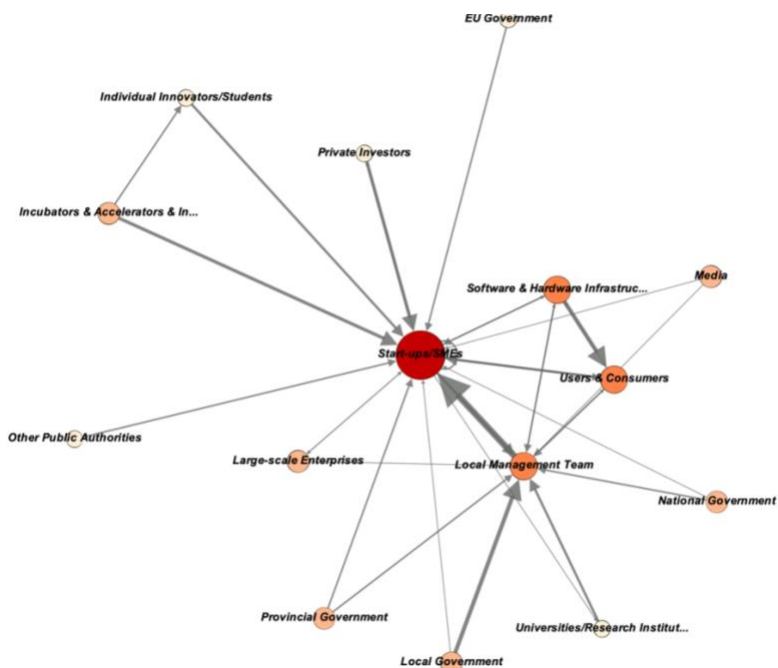 EU Government
Individual Innovators/Students
Private Investors
Incubators & Accelerators & In...
Media
Software & Hardware Infrastruc...
Start-ups/SMEs
Users & Consumers
Other Public Authorities
Large-scale Enterprises
Local Management Team
National Government
Provincial Government
Universities/Research Institut...
Local Government